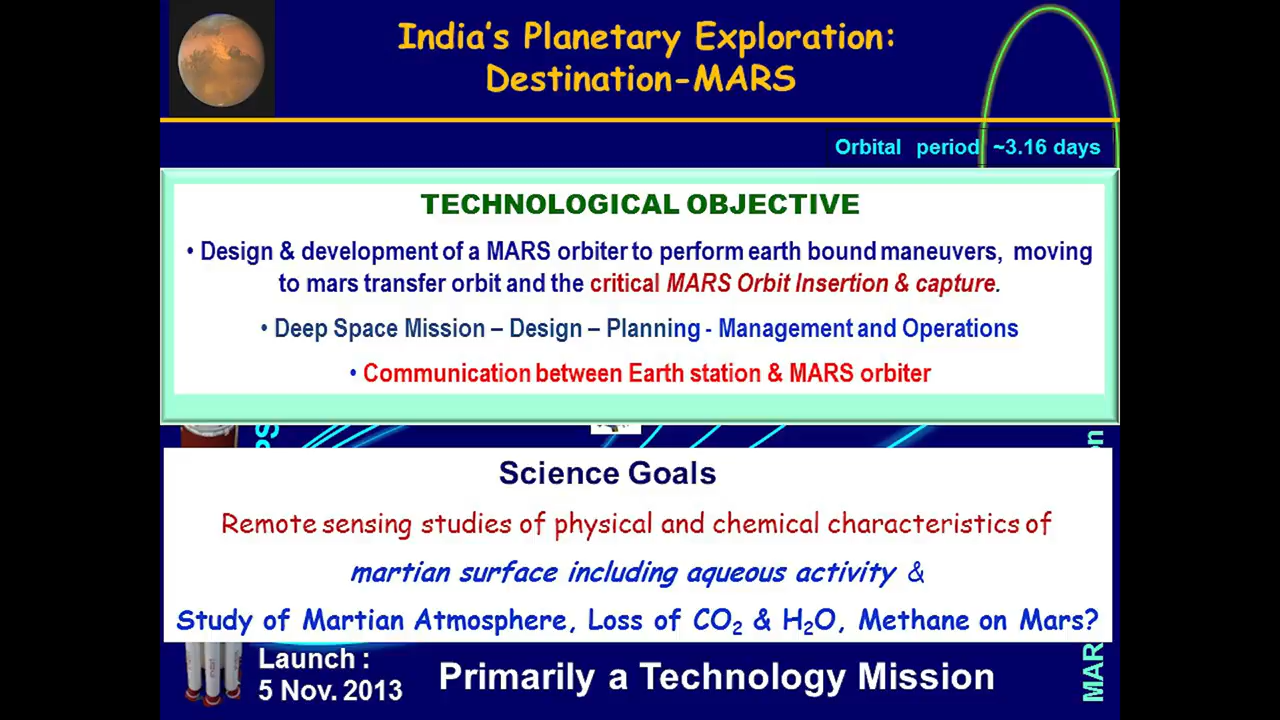 India's Planetary Exploration:
Destination-MARS
Orbital period ~3.16 days
TECHNOLOGICAL OBJECTIVE
• Design & development of a MARS orbiter to perform earth bound maneuvers, moving
to mars transfer orbit and the critical MARS Orbit Insertion & capture.
• Deep Space Mission – Design – Planning - Management and Operations
• Communication between Earth station & MARS orbiter
Science Goals
Remote sensing studies of physical and chemical characteristics of
martian surface including aqueous activity &
Study of Martian Atmosphere, Loss of CO₂ & H₂O, Methane on Mars?
Launch :
5 Nov. 2013
Primarily a Technology Mission
MAR